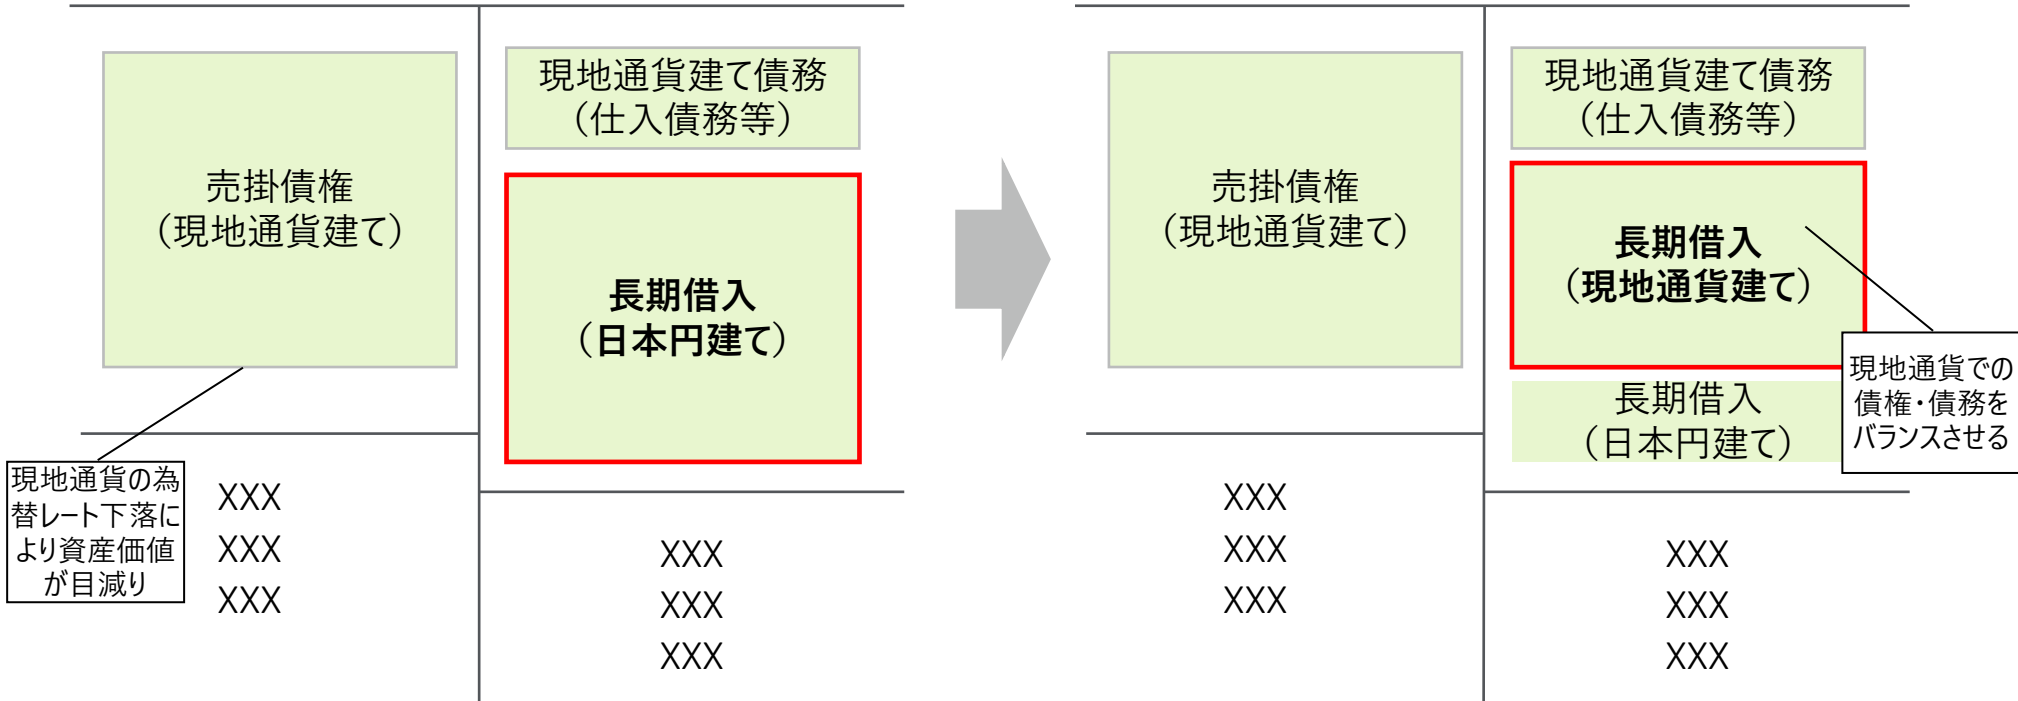 売掛債権
（現地通貨建て）
現地通貨建て債務
（仕入債務等）
長期借入
（日本円建て）
現地通貨の為
替レート下落に
より資産価値
が目減り
XXX
XXX
XXX
XXX
XXX
XXX
売掛債権
（現地通貨建て）
現地通貨建て債務
（仕入債務等）
長期借入
（現地通貨建て）
長期借入
（日本円建て）
現地通貨での
債権・債務を
バランスさせる
XXX
XXX
XXX
XXX
XXX
XXX